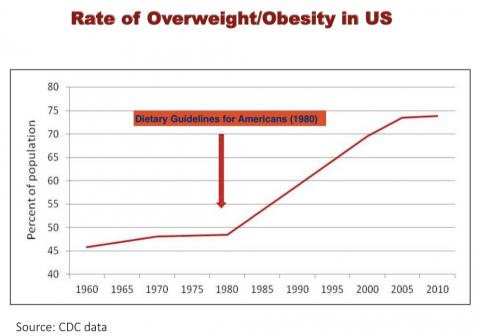 Rate of Overweight/Obesity in US
80
75
70
65
60
55
50
45
40
Percent of population
Dietary Guidelines for Americans (1980)
1960 1965 1970 1975 1980 1985 1990 1995 2000 2005 2010
Source: CDC data